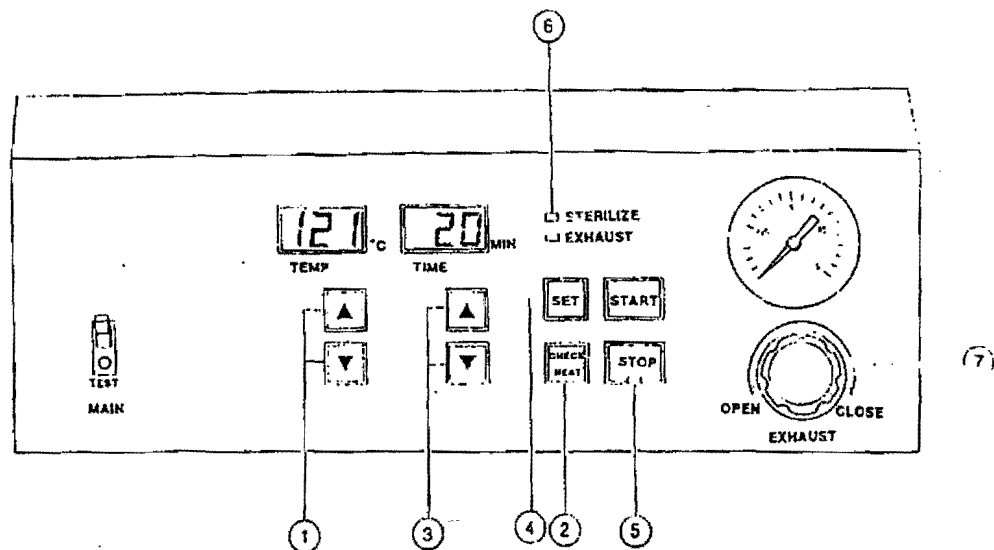 6
121 °C
TEMP
20 MIN
TIME
STERILIZE
EXHAUST
SET
START
CHECK
HEAT
STOP
TEST
MAIN
OPEN
CLOSE
EXHAUST
7
1
3
4
2
5